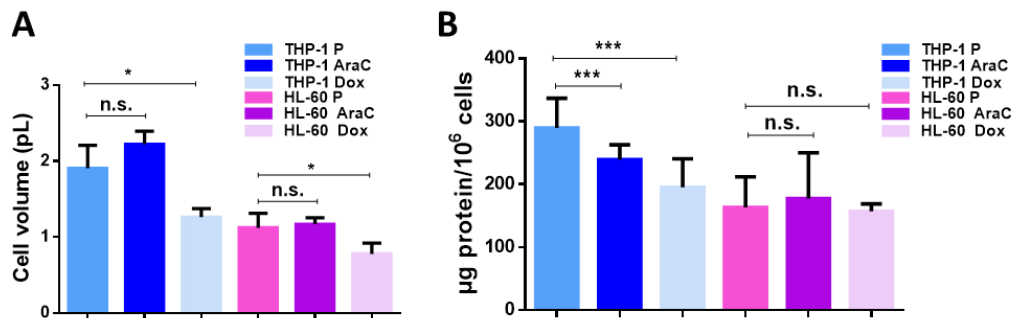 A
THP-1 P
THP-1 AraC
THP-1 Dox
HL-60 P
HL-60 AraC
HL-60 Dox
Cell volume (pL)
3
2
1
0
*
n.s.
*
n.s.
B
THP-1 P
THP-1 AraC
THP-1 Dox
HL-60 P
HL-60 AraC
HL-60 Dox
µg protein/10⁶ cells
400
300
200
100
0
***
***
n.s.
n.s.